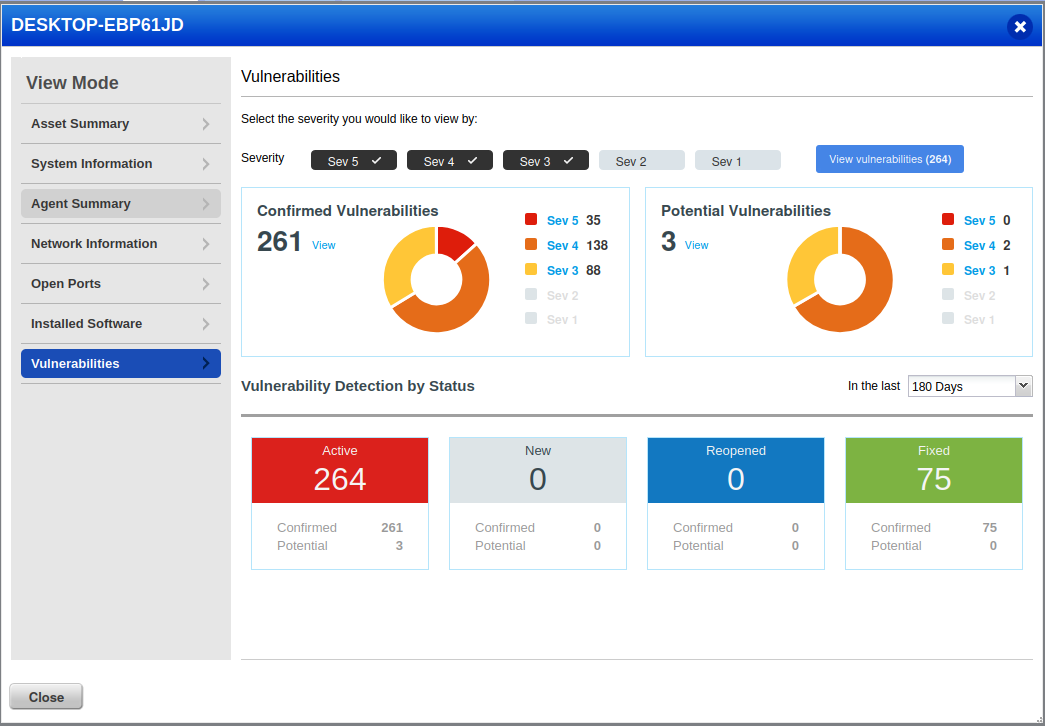 DESKTOP-EBP61JD
View Mode
Asset Summary
System Information
Agent Summary
Network Information
Open Ports
Installed Software
Vulnerabilities
Vulnerabilities
Select the severity you would like to view by:
Severity Sev 5 Sev 4 Sev 3 Sev 2 Sev 1 View vulnerabilities (264)
Confirmed Vulnerabilities
261 View
Sev 5 35
Sev 4 138
Sev 3 88
Sev 2
Sev 1
Potential Vulnerabilities
3 View
Sev 5 0
Sev 4 2
Sev 3 1
Sev 2
Sev 1
Vulnerability Detection by Status In the last 180 Days
Active
264
Confirmed 261
Potential 3
New
0
Confirmed 0
Potential 0
Reopened
0
Confirmed 0
Potential 0
Fixed
75
Confirmed 75
Potential 0
Close